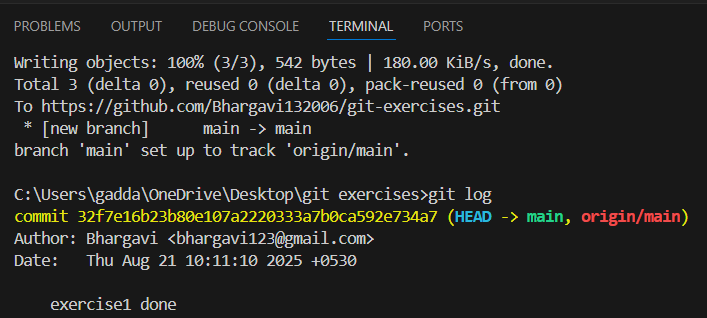 PROBLEMS OUTPUT DEBUG CONSOLE TERMINAL PORTS
Writing objects: 100% (3/3), 542 bytes | 180.00 KiB/s, done.
Total 3 (delta 0), reused 0 (delta 0), pack-reused 0 (from 0)
To https://github.com/Bhargavi132006/git-exercises.git
 * [new branch]      main -> main
branch 'main' set up to track 'origin/main'.
C:\Users\gadda\OneDrive\Desktop\git exercises>git log
commit 32f7e16b23b80e107a2220333a7b0ca592e734a7 (HEAD -> main, origin/main)
Author: Bhargavi <bhargavi123@gmail.com>
Date:   Thu Aug 21 10:11:10 2025 +0530
    exercise1 done